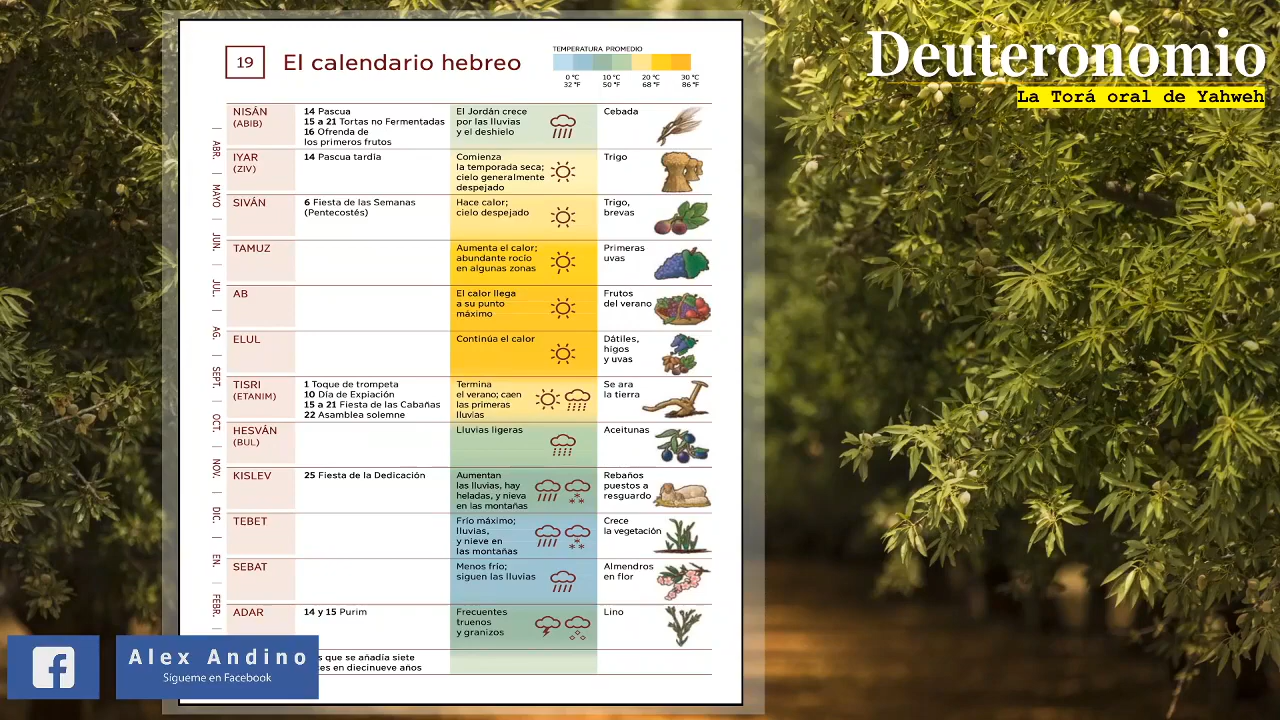 Deuteronomio
La Torá oral de Yahweh
19
El calendario hebreo
TEMPERATURA PROMEDIO
0 °C 10 °C 20 °C 30 °C
32 °F 50 °F 68 °F 86 °F
ABR.
MAYO
JUN.
JUL.
AG.
SEPT.
OCT.
NOV.
DIC.
EN.
FEBR.
NISÁN
(ABIB)
14 Pascua
15 a 21 Tortas no Fermentadas
16 Ofrenda de
los primeros frutos
El Jordán crece
por las lluvias
y el deshielo
Cebada
IYAR
(ZIV)
14 Pascua tardía
Comienza
la temporada seca;
cielo generalmente
despejado
Trigo
SIVÁN
6 Fiesta de las Semanas
(Pentecostés)
Hace calor;
cielo despejado
Trigo,
brevas
TAMUZ
Aumenta el calor;
abundante rocío
en algunas zonas
Primeras
uvas
AB
El calor llega
a su punto
máximo
Frutos
del verano
ELUL
Continúa el calor
Dátiles,
higos
y uvas
TISRI
(ETANIM)
1 Toque de trompeta
10 Día de Expiación
15 a 21 Fiesta de las Cabañas
22 Asamblea solemne
Termina
el verano; caen
las primeras
lluvias
Se ara
la tierra
HESVÁN
(BUL)
Lluvias ligeras
Aceitunas
KISLEV
25 Fiesta de la Dedicación
Aumentan
las lluvias, hay
heladas, y nieva
en las montañas
Rebaños
puestos a
resguardo
TEBET
Frío máximo;
lluvias,
y nieve en
las montañas
Crece
la vegetación
SEBAT
Menos frío;
siguen las lluvias
Almendros
en flor
ADAR
14 y 15 Purim
Frecuentes
truenos
y granizos
Lino
que se añadía siete
en diecinueve años
Alex Andino
Sigueme en Facebook